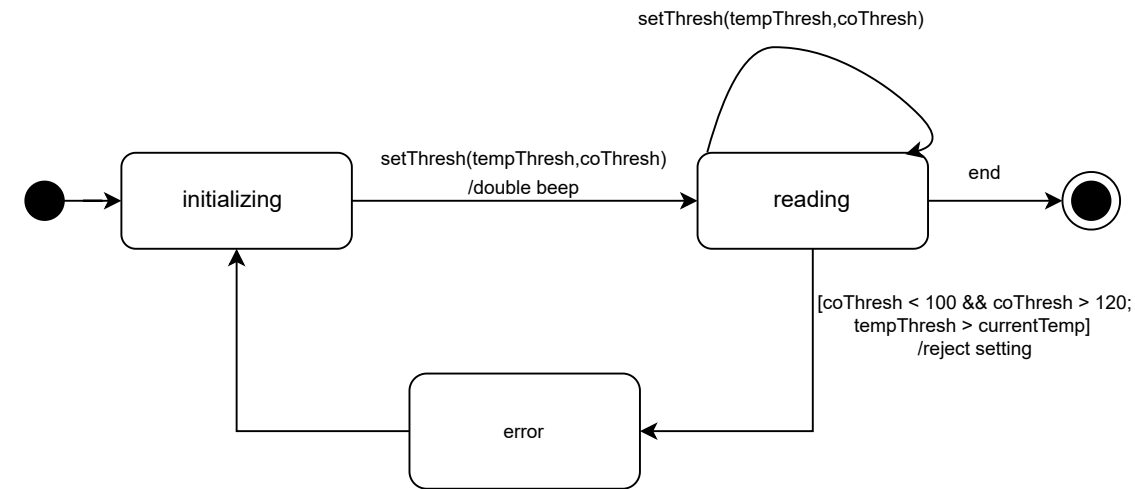 setThresh(tempThresh,coThresh)
setThresh(tempThresh,coThresh)
/double beep
initializing
reading
end
[coThresh < 100 && coThresh > 120;
tempThresh > currentTemp]
/reject setting
error